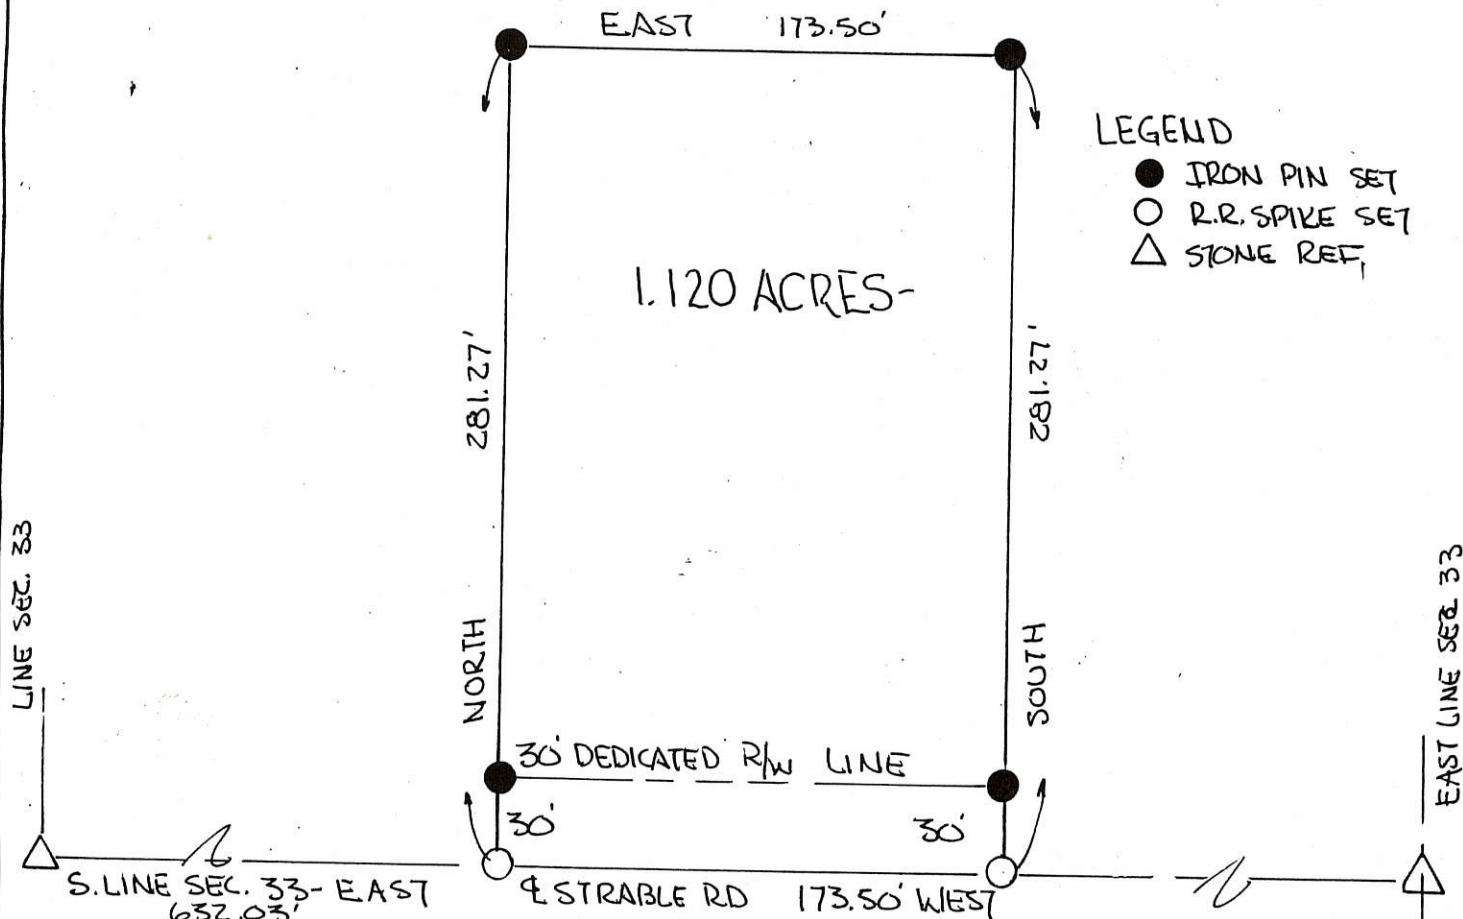 EAST 173.50'
LEGEND
IRON PIN SET
R.R. SPIKE SET
STONE REF.
1.120 ACRES-
281.27'
281.27'
NORTH
SOUTH
LINE SEC. 33
EAST LINE SEC 33
30' DEDICATED R/W LINE
30'
30'
S. LINE SEC. 33 - EAST
632.03'
℄ STRABLE RD 173.50' WEST